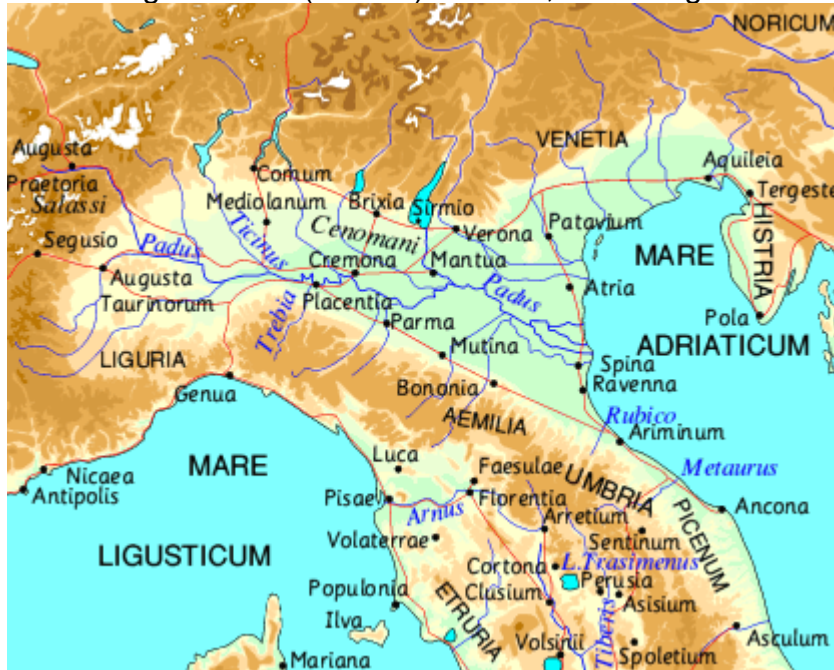 NORICUM
VENETIA
Augusta
Praetoria
Salassi
Comum
Aquileia
Tergeste
Mediolanum
Brixia
Sirmio
Cenomani
Verona
Patavium
HISTRIA
Segusio
Padus
Ticinus
MARE
Augusta
Taurinorum
Cremona
Mantua
Padus
Atria
Placentia
Trebia
Parma
Pola
ADRIATICUM
LIGURIA
Mutina
Spina
Genua
Bononia
Ravenna
AEMILIA
Rubico
Ariminum
Luca
MARE
Nicaea
Antipolis
Faesulae
UMBRIA
Metaurus
Pisae
Florentia
Arnus
PICENUM
Ancona
Arretium
Volaterrae
Sentinum
LIGUSTICUM
Cortona
L.Trasimenus
Populonia
Clusium
Perusia
Asisium
Ilva
ETRURIA
Tiberis
Volsinii
Asculum
Spoletium
Mariana